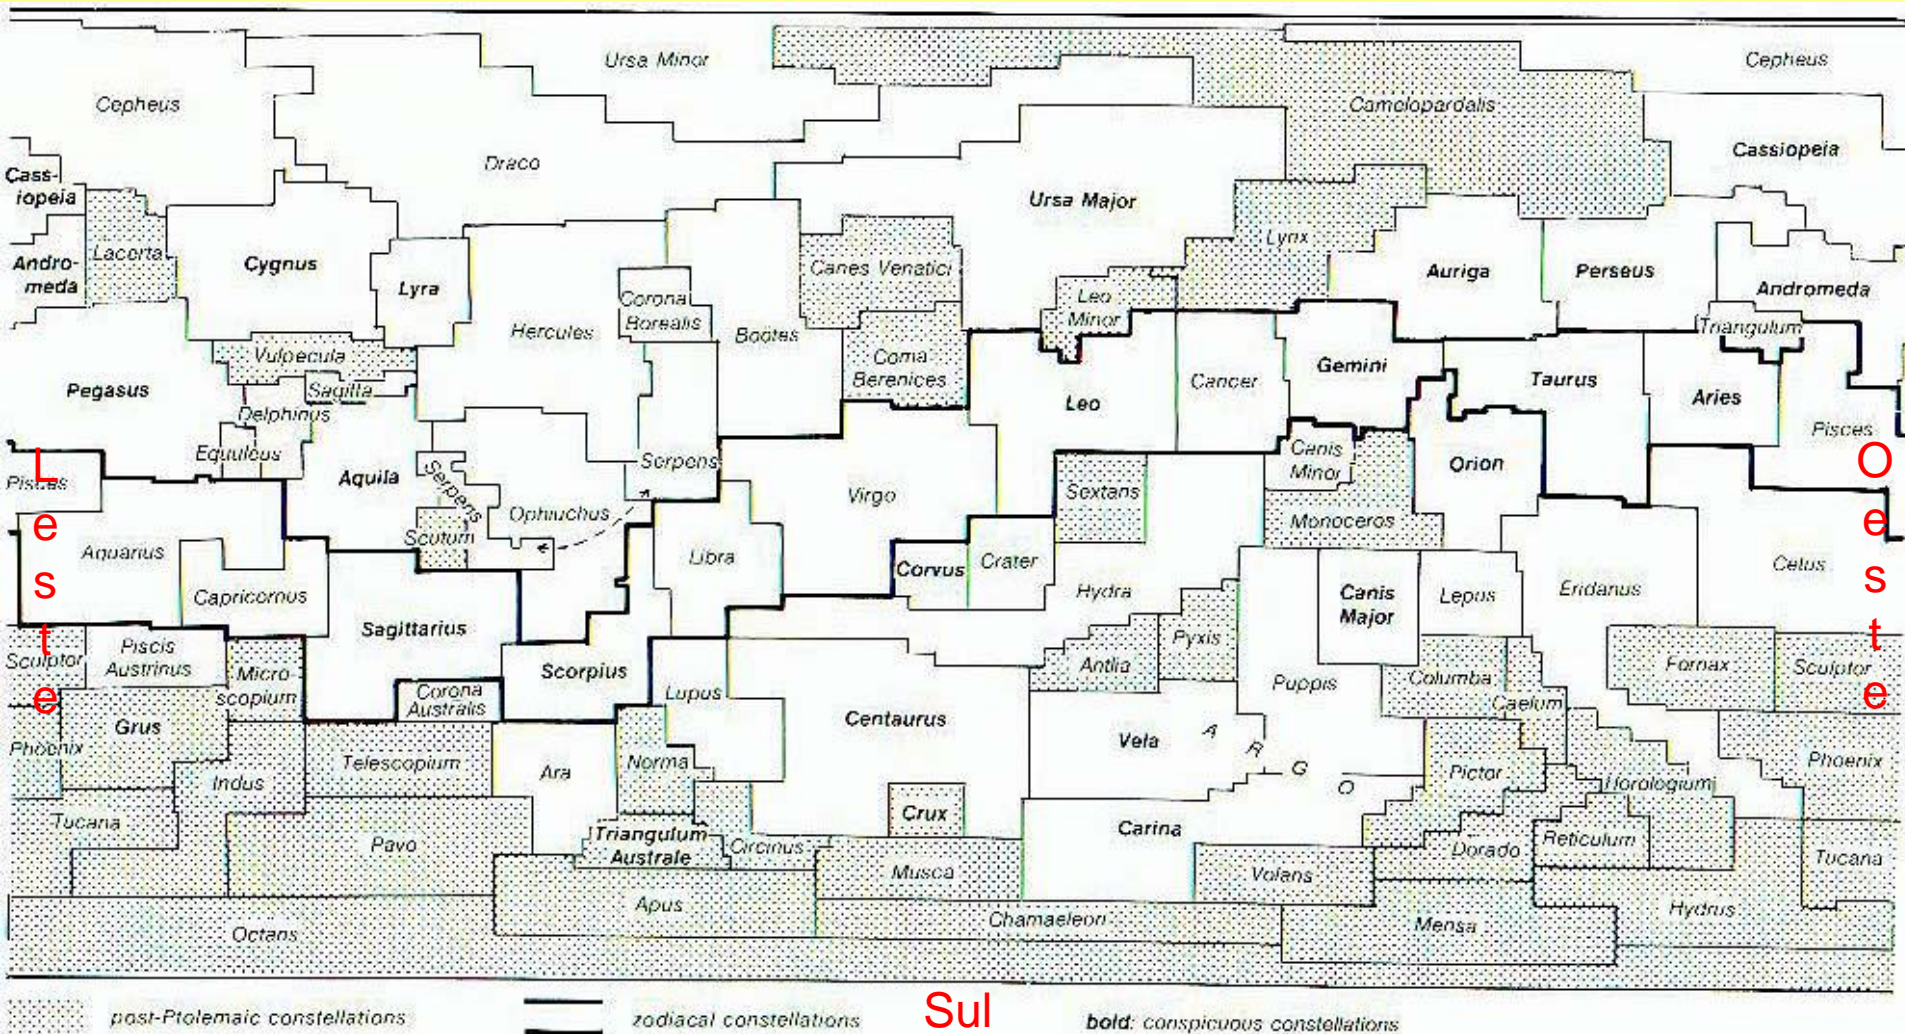 Ursa Minor
Cepheus
Cepheus
Camelopardalis
Draco
Cassiopeia
Cass-
iopeia
Ursa Major
Lynx
Andro-
meda
Lacerta
Cygnus
Lyra
Canes Venatici
Auriga
Perseus
Andromeda
Corona
Borealis
Leo
Minor
Hercules
Boötes
Triangulum
Vulpecula
Coma
Berenices
Pegasus
Sagitta
Leo
Cancer
Gemini
Taurus
Aries
Delphinus
Pisces
Equuleus
Aquila
Serpens
Serpens
Canis
Minor
Orion
Pisces
Virgo
Sextans
Ophiuchus
Monoceros
Scutum
Aquarius
Libra
Corvus
Crater
Cetus
Capricornus
Hydra
Canis
Major
Lepus
Eridanus
Sagittarius
Pyxis
Sculptor
Piscis
Austrinus
Micro-
scopium
Scorpius
Antlia
Fornax
Sculptor
Corona
Australis
Lupus
Puppis
Columba
Caelum
Grus
Centaurus
Vela
A R G O
Phoenix
Indus
Telescopium
Ara
Norma
Pictor
Horologium
Phoenix
Tucana
Crux
Carina
Pavo
Triangulum
Australe
Circinus
Dorado
Reticulum
Tucana
Musca
Volans
Apus
Chamaeleon
Hydrus
Octans
Mensa
Leste
Oeste
Sul
post-Ptolemaic constellations
zodiacal constellations
bold: conspicuous constellations